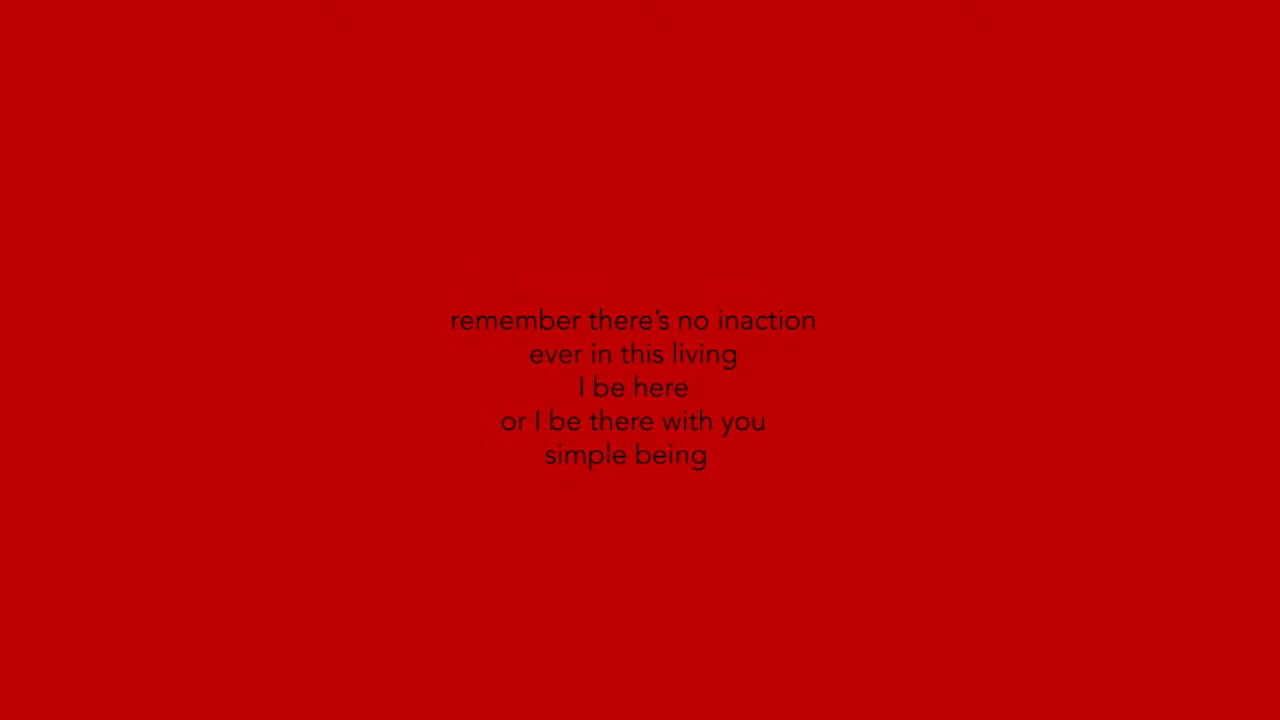 remember there's no inaction
ever in this living
I be here
or I be there with you
simple being